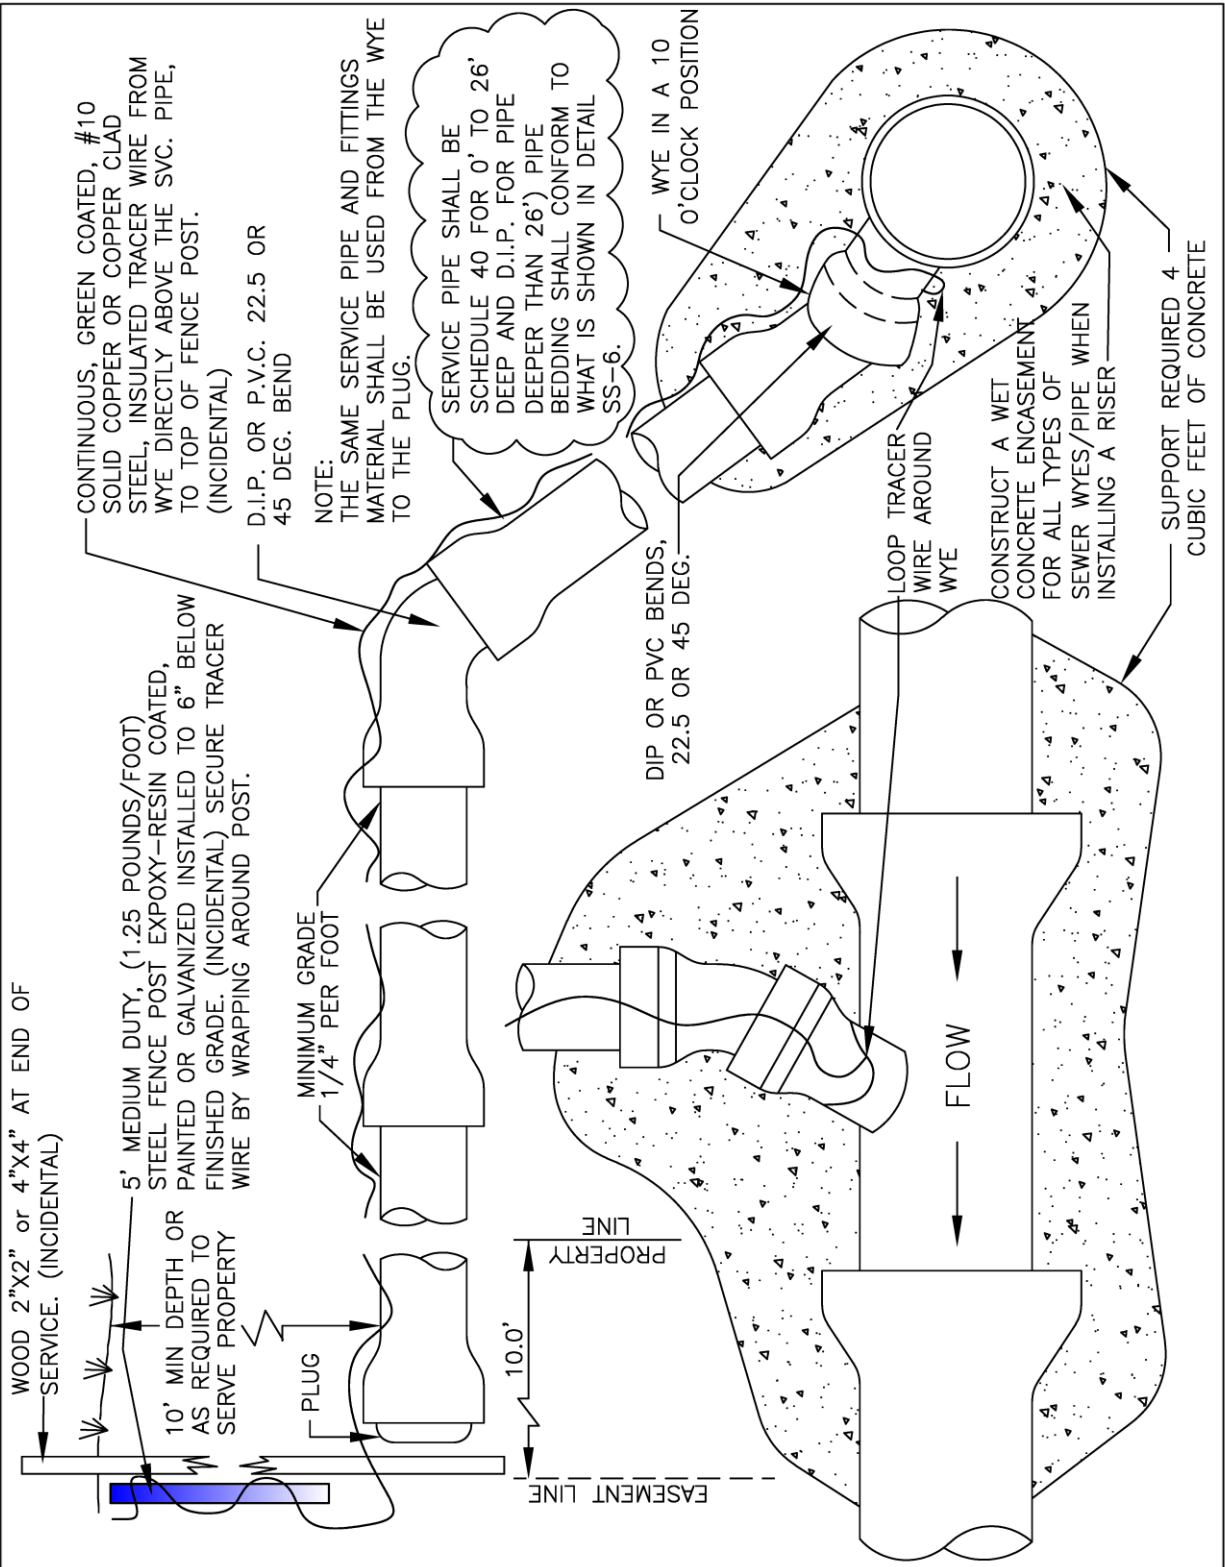 WOOD 2"X2" or 4"X4" AT END OF
SERVICE. (INCIDENTAL)
5' MEDIUM DUTY, (1.25 POUNDS/FOOT)
STEEL FENCE POST EXPOXY-RESIN COATED,
PAINTED OR GALVANIZED INSTALLED TO 6" BELOW
FINISHED GRADE. (INCIDENTAL) SECURE TRACER
WIRE BY WRAPPING AROUND POST.
10' MIN DEPTH OR
AS REQUIRED TO
SERVE PROPERTY
PLUG
MINIMUM GRADE
1/4" PER FOOT
CONTINUOUS, GREEN COATED, #10
SOLID COPPER OR COPPER CLAD
STEEL, INSULATED TRACER WIRE FROM
WYE DIRECTLY ABOVE THE SVC. PIPE,
TO TOP OF FENCE POST.
(INCIDENTAL)
D.I.P. OR P.V.C. 22.5 OR
45 DEG. BEND
NOTE:
THE SAME SERVICE PIPE AND FITTINGS
MATERIAL SHALL BE USED FROM THE WYE
TO THE PLUG.
SERVICE PIPE SHALL BE
SCHEDULE 40 FOR 0' TO 26'
DEEP AND D.I.P. FOR PIPE
DEEPER THAN 26') PIPE
BEDDING SHALL CONFORM TO
WHAT IS SHOWN IN DETAIL
SS-6.
10.0'
EASEMENT LINE
PROPERTY
LINE
DIP OR PVC BENDS,
22.5 OR 45 DEG.
WYE IN A 10
O'CLOCK POSITION
LOOP TRACER
WIRE AROUND
WYE
FLOW
CONSTRUCT A WET
CONCRETE ENCASEMENT
FOR ALL TYPES OF
SEWER WYES/PIPE WHEN
INSTALLING A RISER
SUPPORT REQUIRED 4
CUBIC FEET OF CONCRETE